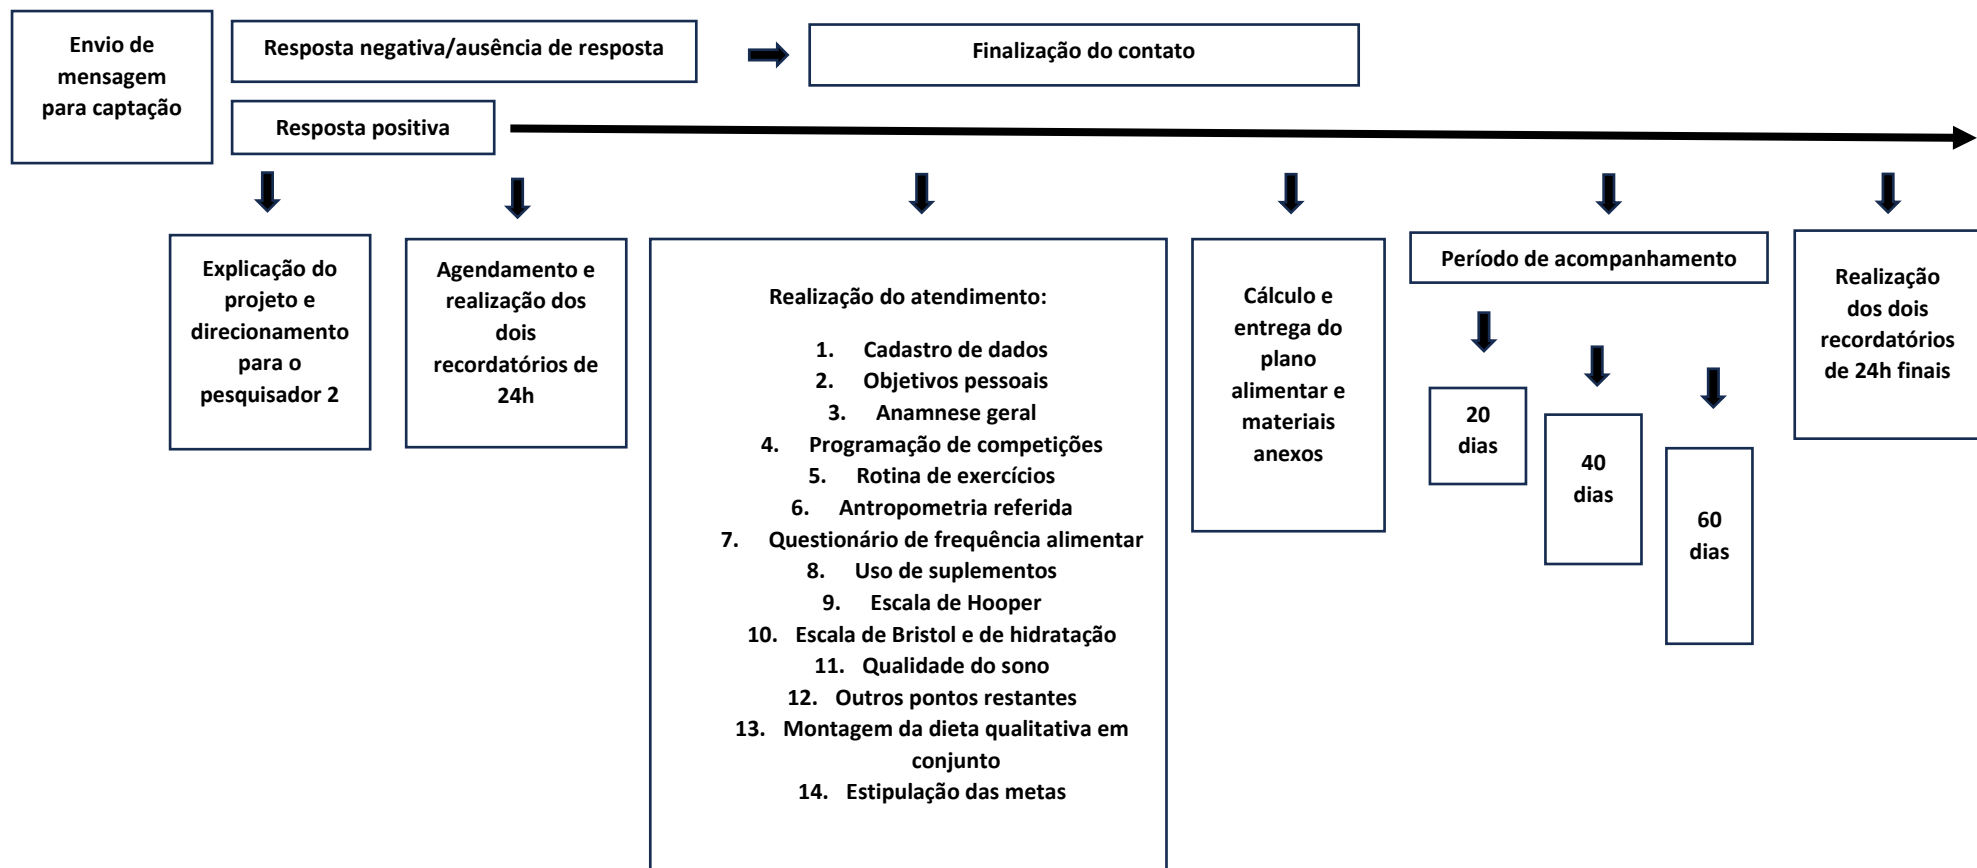 Envio de
mensagem
para captação
Resposta negativa/ausência de resposta
Finalização do contato
Resposta positiva
Explicação do
projeto e
direcionamento
para o
pesquisador 2
Agendamento e
realização dos
dois
recordatórios de
24h
Realização do atendimento:
1. Cadastro de dados
2. Objetivos pessoais
3. Anamnese geral
4. Programação de competições
5. Rotina de exercícios
6. Antropometria referida
7. Questionário de frequência alimentar
8. Uso de suplementos
9. Escala de Hooper
10. Escala de Bristol e de hidratação
11. Qualidade do sono
12. Outros pontos restantes
13. Montagem da dieta qualitativa em
conjunto
14. Estipulação das metas
Cálculo e
entrega do
plano
alimentar e
materiais
anexos
Período de acompanhamento
20
dias
40
dias
60
dias
Realização
dos dois
recordatórios
de 24h finais